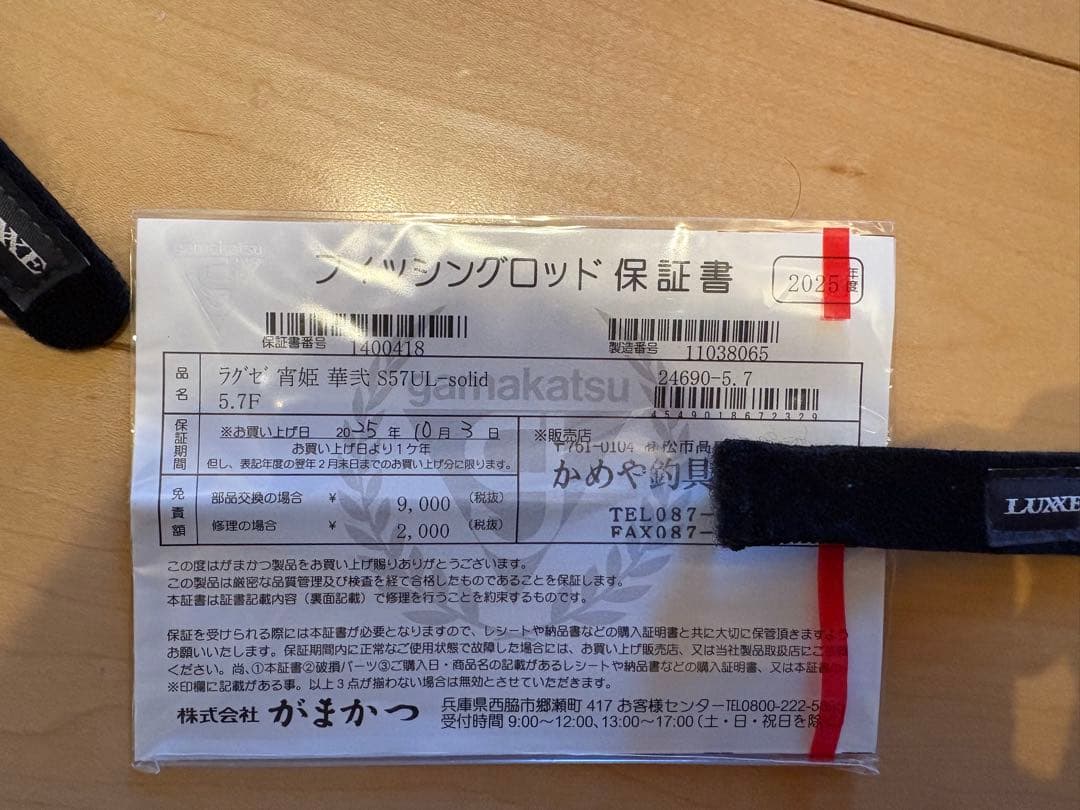 gamakatsu
フィッシングロッド 保証書
2025 年度
保証書番号 1400418
製造番号 11038065
品名
ラグゼ 宵姫 華弐 S57UL-solid
5.7F
24690-5.7
4549018672329
gamakatsu
保証期間
※お買い上げ日 2025年 10月 3日
お買い上げ日より1ケ年
但し、表記年度の翌年2月末日までのお買い上げ分に限ります。
※販売店
〒761-0104
かめや釣具
TEL087-
FAX087-
免責額
部品交換の場合 ¥ 9,000 (税抜)
修理の場合 ¥ 2,000 (税抜)
LUXXE
この度はがまかつ製品をお買い上げ賜りありがとうございます。
この製品は厳密な品質管理及び検査を経て合格したものであることを保証します。
本証書は証書記載内容（裏面記載）で修理を行うことを約束するものです。
保証を受けられる際には本証書が必要となりますので、レシートや納品書などの購入証明書と共に大切に保管頂きますよう
お願いいたします。保証期間内に正常なご使用状態で故障した場合には、お買い上げ販売店、又は当社製品取扱店にご
ください。尚、①本証書②破損パーツ③ご購入日・商品名の記載があるレシートや納品書などの購入証明書、又は本証書
※印欄に記載がある事。以上3点が揃わない場合は無効とさせていただきます。
株式会社 がまかつ
兵庫県西脇市郷瀬町 417 お客様センターTEL0800-222-5
受付時間 9:00〜12:00、13:00〜17:00 (土・日・祝日を除